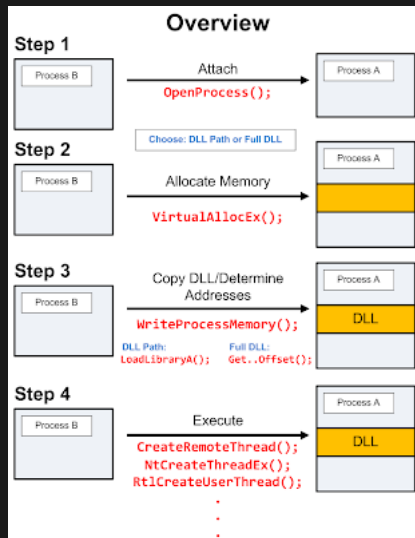 Overview
Step 1
Process B
Attach
OpenProcess();
Process A
Choose: DLL Path or Full DLL
Step 2
Process B
Allocate Memory
VirtualAllocEx();
Process A
Step 3
Process B
Copy DLL/Determine
Addresses
WriteProcessMemory();
DLL Path:
LoadLibraryA();
Full DLL:
Get..Offset();
Process A
DLL
Step 4
Process B
Execute
CreateRemoteThread();
NtCreateThreadEx();
RtlCreateUserThread();
.
.
.
Process A
DLL